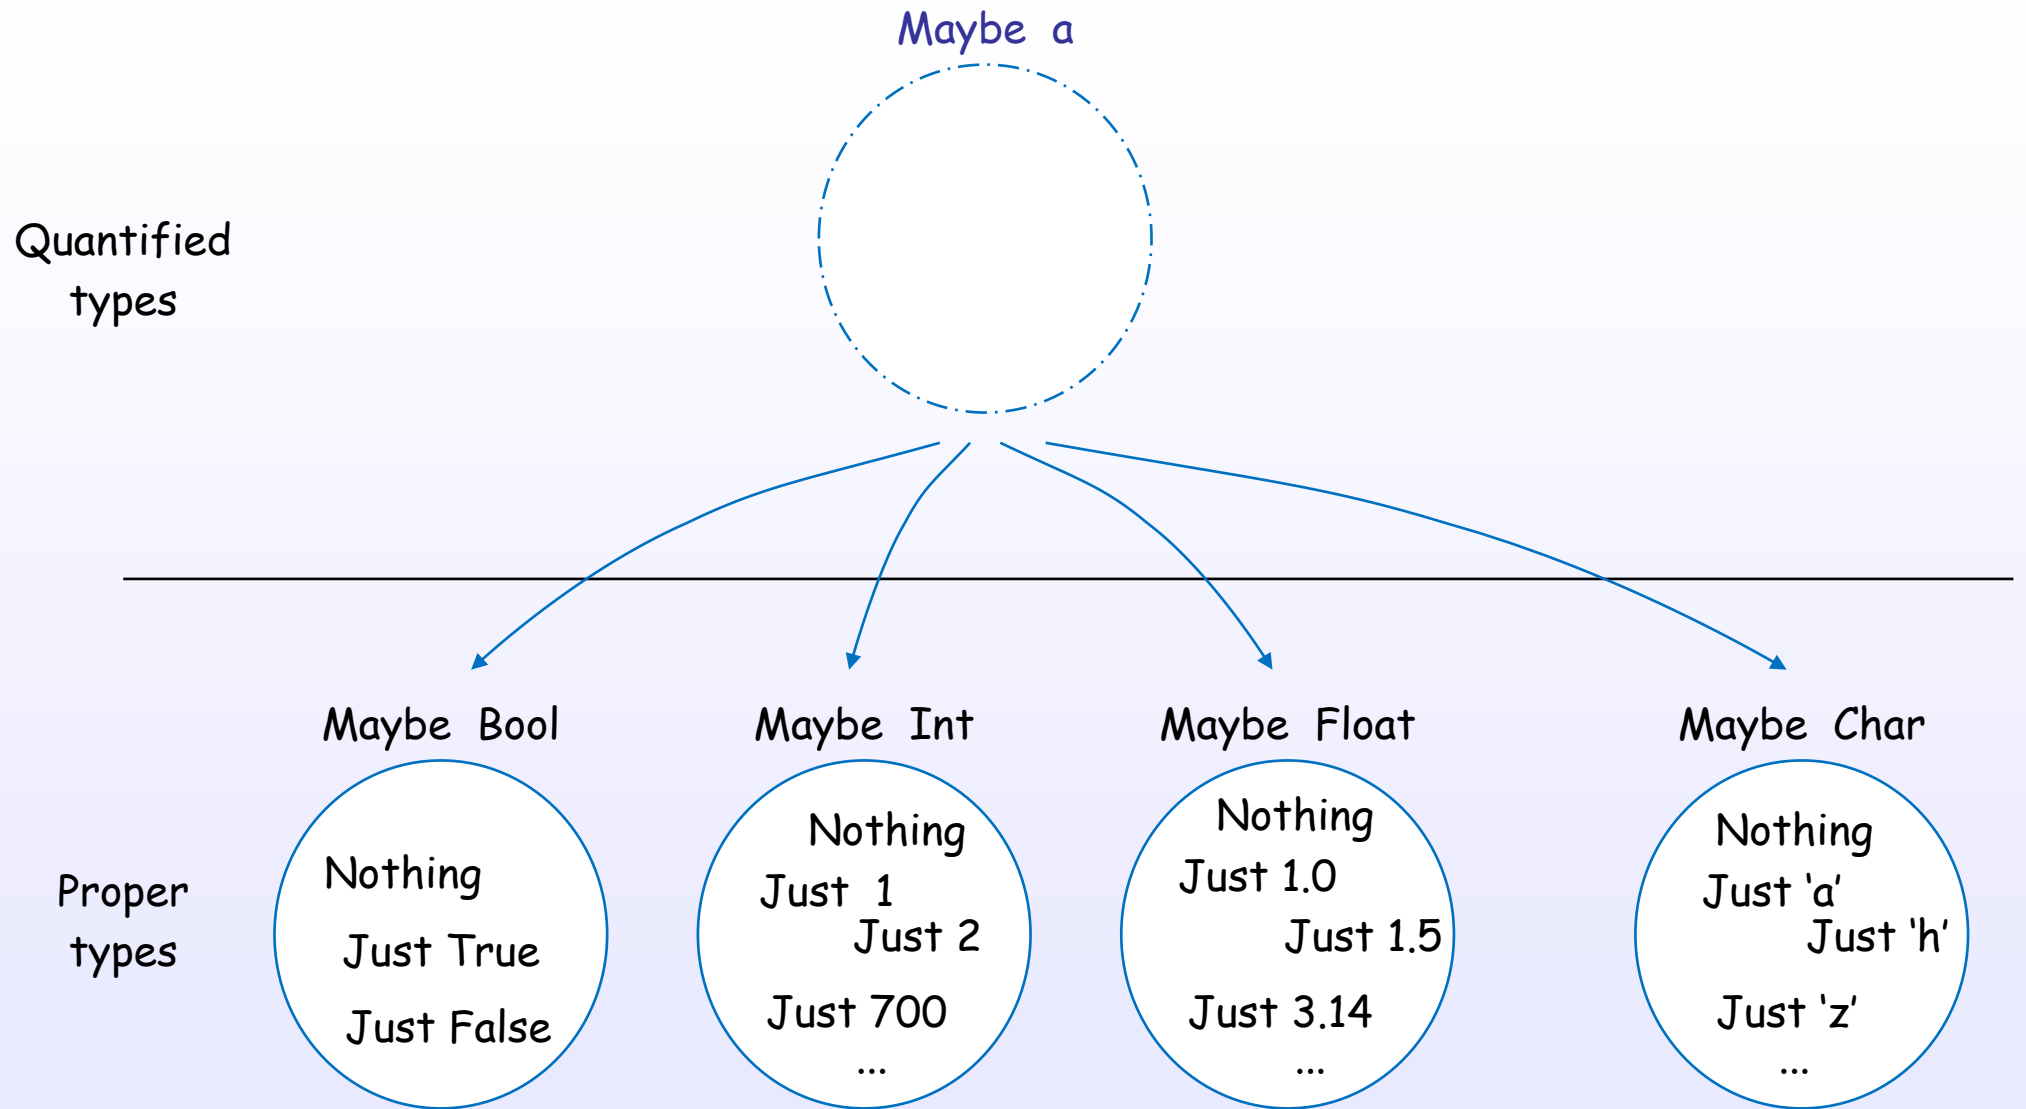 Maybe a
Quantified
types
Maybe Bool
Maybe Int
Maybe Float
Maybe Char
Proper
types
Nothing
Just True
Just False
Nothing
Just 1
Just 2
Just 700
...
Nothing
Just 1.0
Just 1.5
Just 3.14
...
Nothing
Just ‘a’
Just ‘h’
Just ‘z’
...